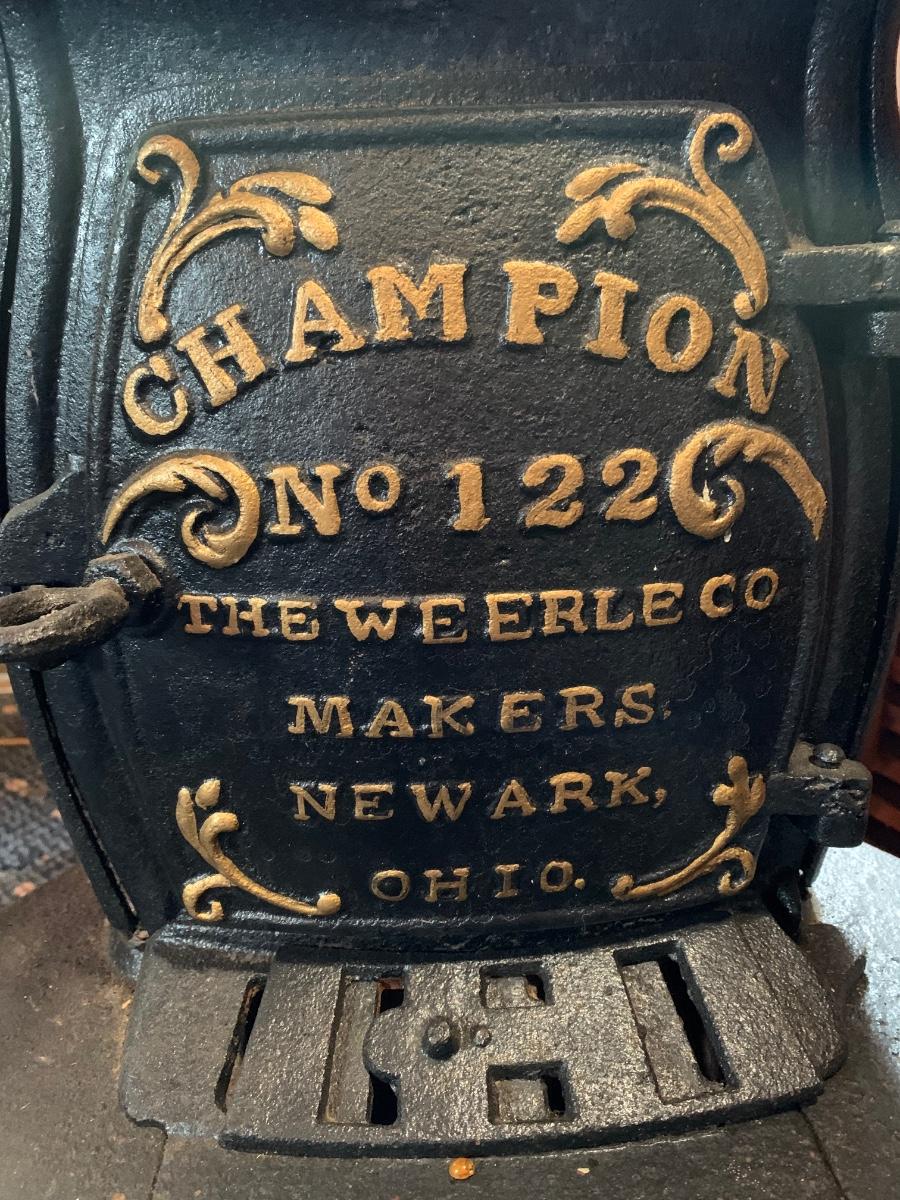 CHAMPION
No 122
THE WEERLE CO
MAKERS.
NEWARK,
OHIO.